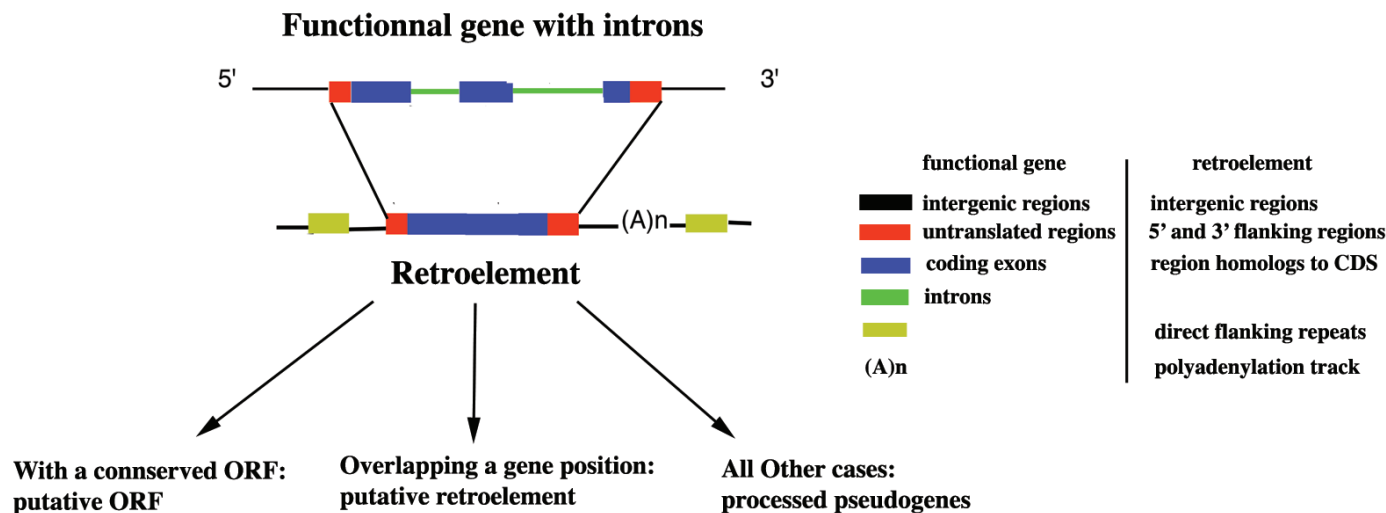 Functionnal gene with introns
5'
3'
(A)n
Retroelement
With a connserved ORF:
putative ORF
Overlapping a gene position:
putative retroelement
All Other cases:
processed pseudogenes
functional gene
retroelement
intergenic regions
intergenic regions
untranslated regions
5' and 3' flanking regions
coding exons
region homologs to CDS
introns
direct flanking repeats
(A)n
polyadenylation track